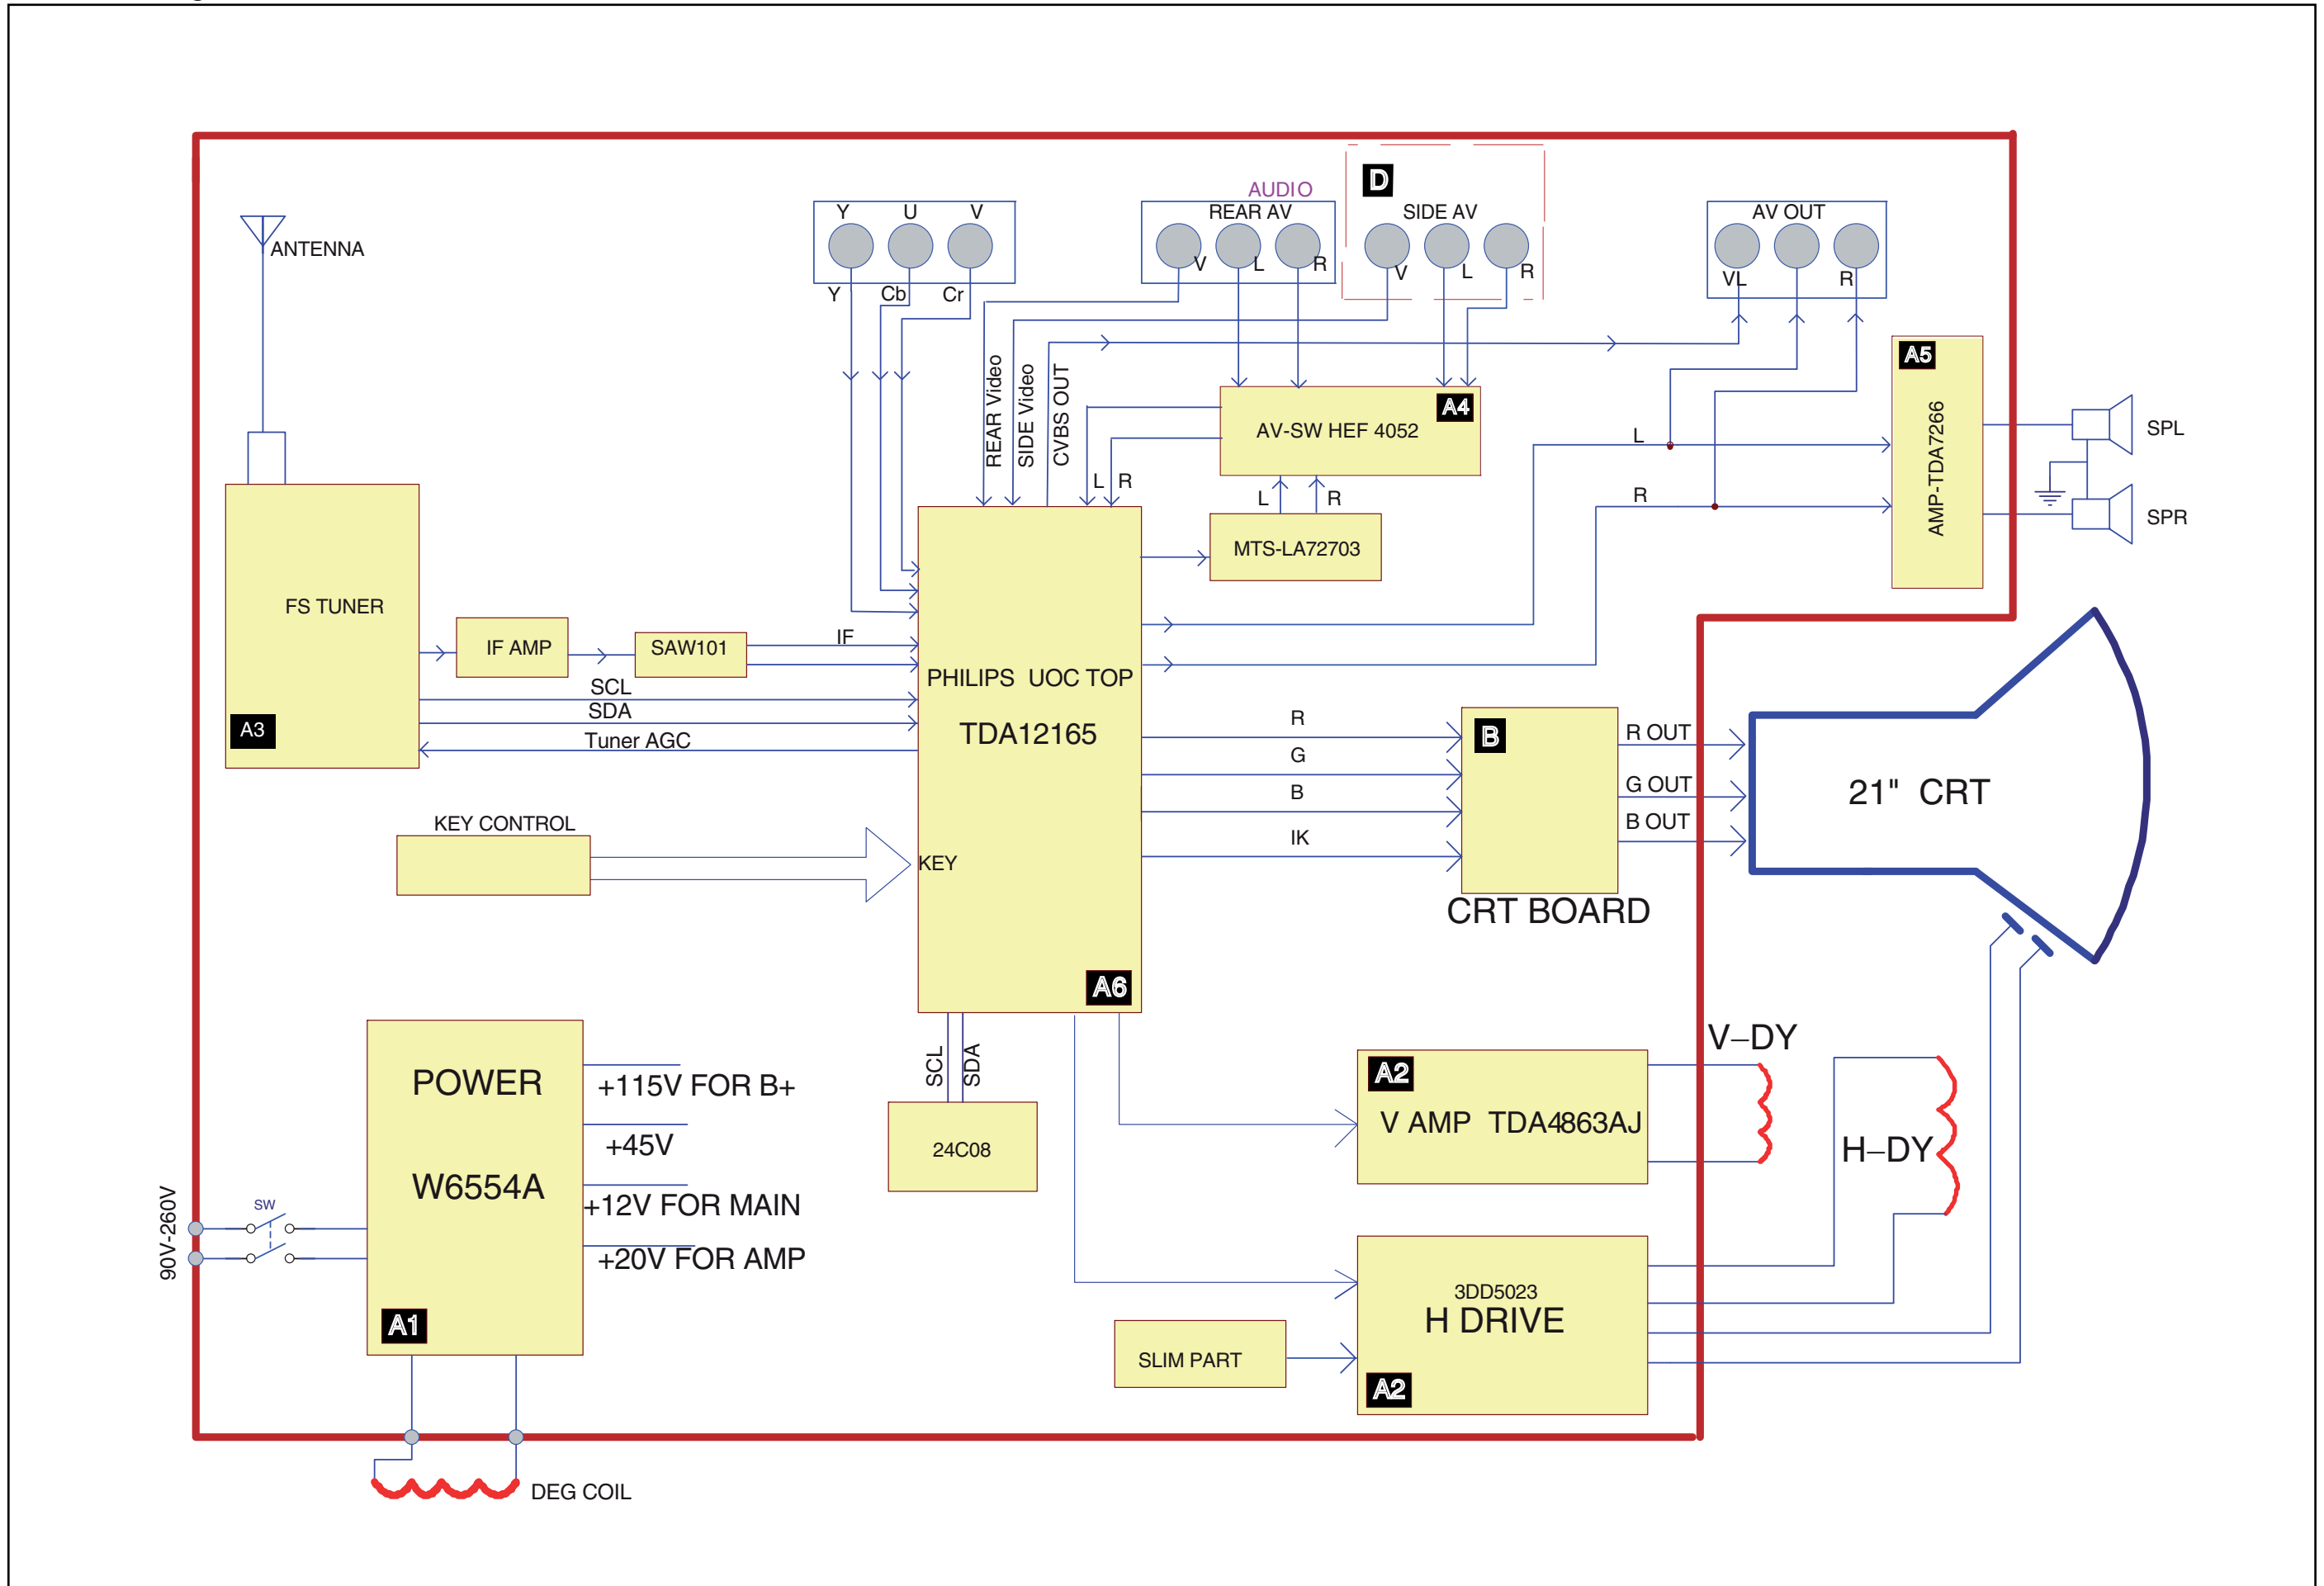 D
AUDIO
Y U V
REAR AV
SIDE AV
AV OUT
ANTENNA
V L R
V L R
VL R
Y Cb Cr
REAR Video
SIDE Video
CVBS OUT
A5
AMP-TDA7266
A4
AV-SW HEF 4052
SPL
SPR
L R
L R
L
R
MTS-LA72703
FS TUNER
A3
IF AMP
SAW101
IF
SCL
SDA
Tuner AGC
PHILIPS UOC TOP
TDA12165
R
G
B
IK
B
CRT BOARD
R OUT
G OUT
B OUT
21" CRT
KEY CONTROL
KEY
A6
POWER
W6554A
A1
+115V FOR B+
+45V
+12V FOR MAIN
+20V FOR AMP
90V-260V
SW
SCL
SDA
24C08
A2
V AMP TDA4863AJ
V–DY
H–DY
3DD5023
H DRIVE
A2
SLIM PART
DEG COIL